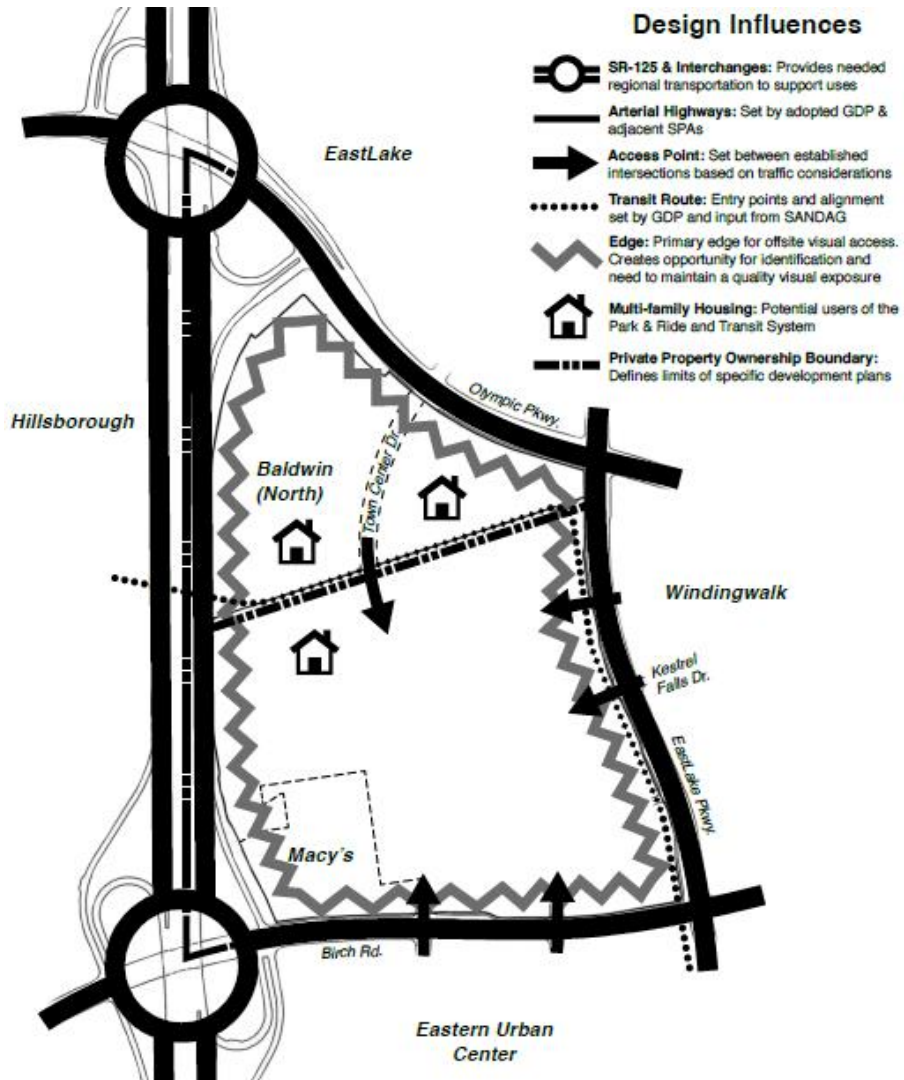 Design Influences
SR-125 & Interchanges: Provides needed
regional transportation to support uses
Arterial Highways: Set by adopted GDP &
adjacent SPAs
Access Point: Set between established
intersections based on traffic considerations
Transit Route: Entry points and alignment
set by GDP and input from SANDAG
Edge: Primary edge for offsite visual access.
Creates opportunity for identification and
need to maintain a quality visual exposure
Multi-family Housing: Potential users of the
Park & Ride and Transit System
Private Property Ownership Boundary:
Defines limits of specific development plans
EastLake
Olympic Pkwy.
Hillsborough
Baldwin
(North)
Town Center Dr.
Windingwalk
Kestrel
Falls Dr.
EastLake Pkwy.
Macy's
Birch Rd.
Eastern Urban
Center